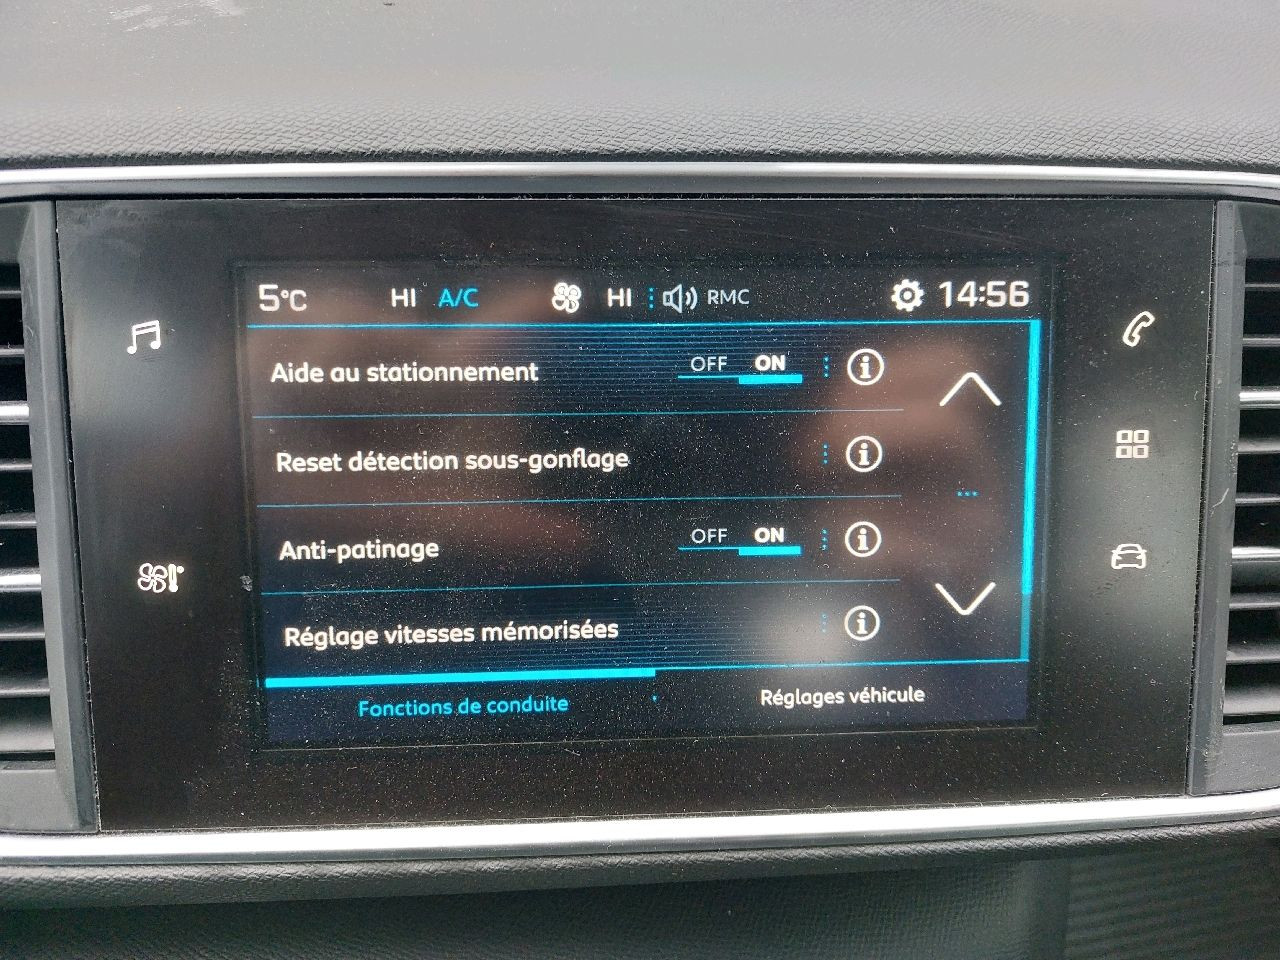 5°C HI A/C HI RMC 14:56
Aide au stationnement OFF ON
Reset détection sous-gonflage
Anti-patinage OFF ON
Réglage vitesses mémorisées
Fonctions de conduite Réglages véhicule